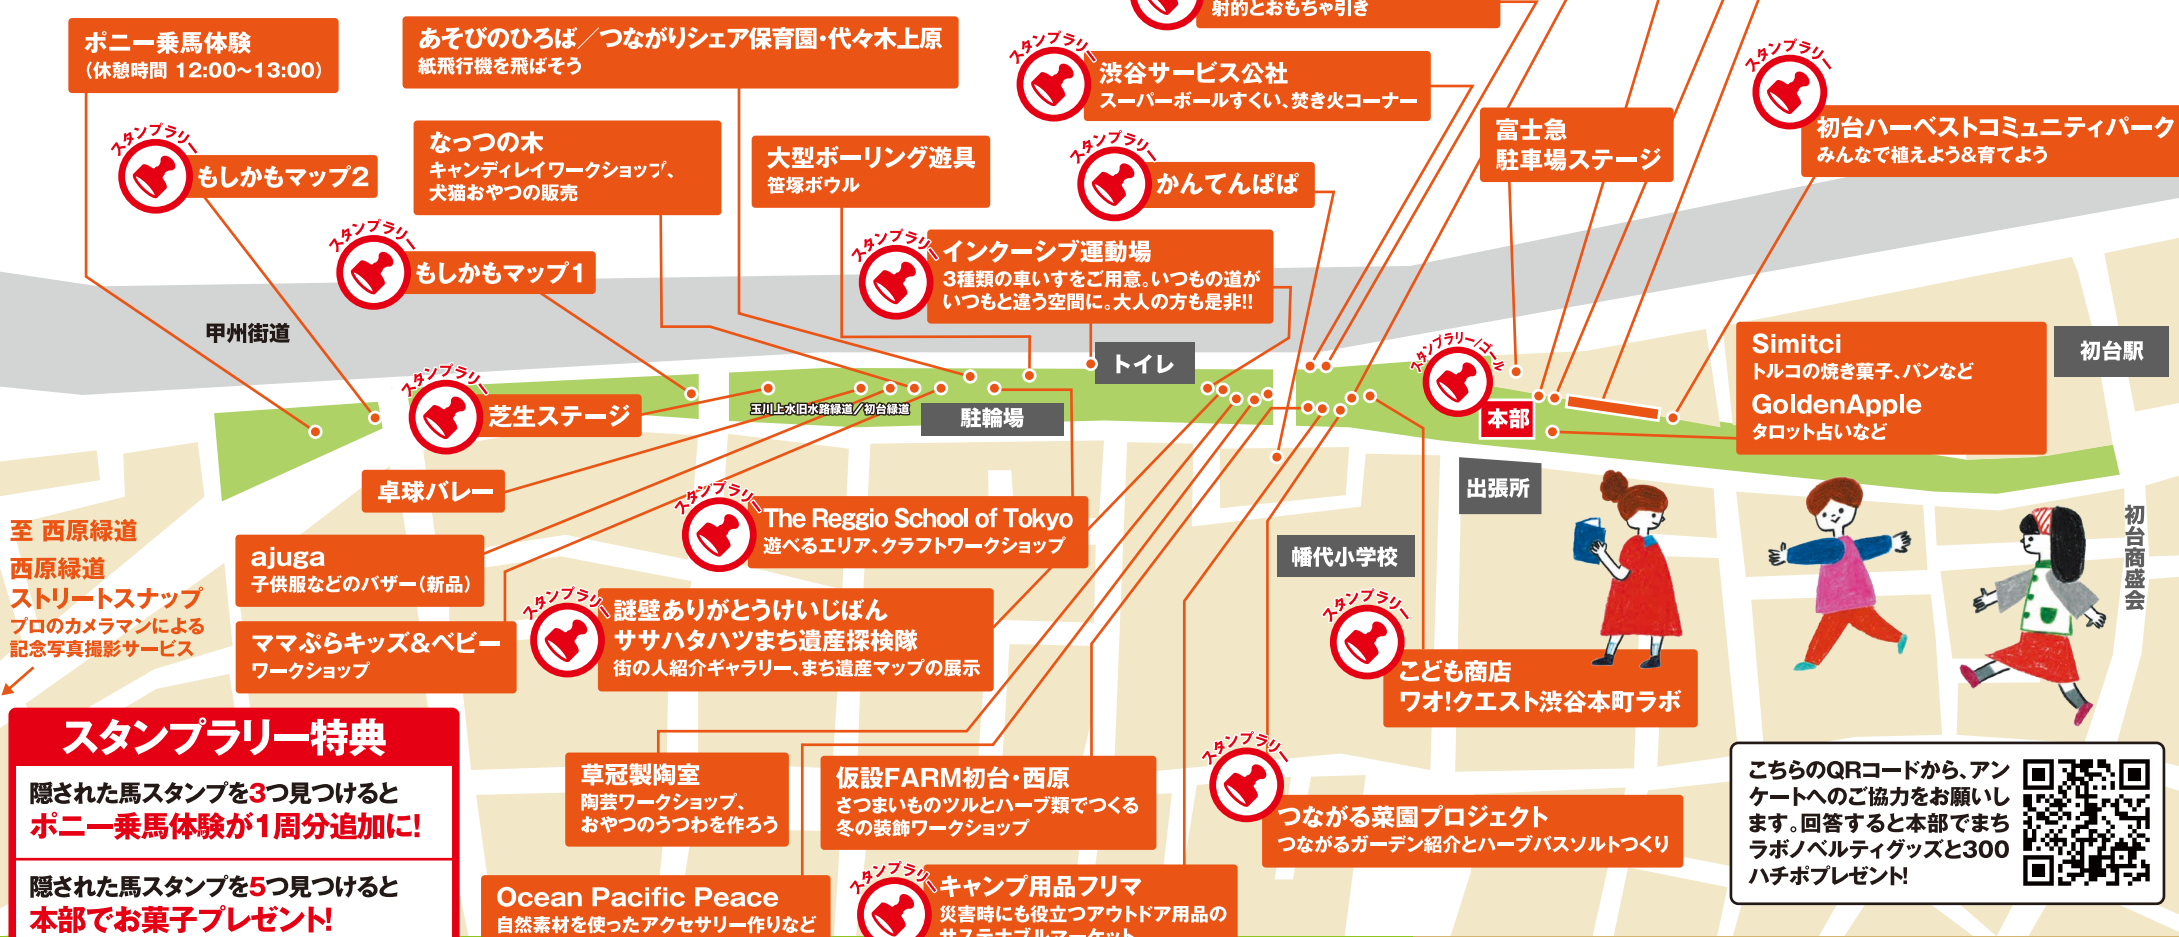 射的とおもちゃ引き
ポニー乗馬体験
（休憩時間 12:00〜13:00）
あそびのひろば／つながりシェア保育園・代々木上原
紙飛行機を飛ばそう
スタンプラリー
渋谷サービス公社
スーパーボールすくい、焚き火コーナー
スタンプラリー
初台ハーベストコミュニティパーク
みんなで植えよう&育てよう
富士急
駐車場ステージ
スタンプラリー
もしかもマップ2
なっつの木
キャンディレイワークショップ、
犬猫おやつの販売
大型ボーリング遊具
笹塚ボウル
スタンプラリー
かんてんぱぱ
スタンプラリー
もしかもマップ1
スタンプラリー
インクーシブ運動場
3種類の車いすをご用意。いつもの道が
いつもと違う空間に。大人の方も是非!!
甲州街道
トイレ
スタンプラリー/ゴール
本部
Simitci
トルコの焼き菓子、パンなど
GoldenApple
タロット占いなど
初台駅
スタンプラリー
芝生ステージ
玉川上水旧水路緑道／初台緑道
駐輪場
卓球バレー
出張所
スタンプラリー
The Reggio School of Tokyo
遊べるエリア、クラフトワークショップ
至 西原緑道
西原緑道
ストリートスナップ
プロのカメラマンによる
記念写真撮影サービス
ajuga
子供服などのバザー（新品）
幡代小学校
初台商盛会
スタンプラリー
謎壁ありがとうけいじばん
ササハタハツまち遺産探検隊
街の人紹介ギャラリー、まち遺産マップの展示
ママぷらキッズ&ベビー
ワークショップ
スタンプラリー
こども商店
ワオ!クエスト渋谷本町ラボ
スタンプラリー特典
隠された馬スタンプを3つ見つけると
ポニー乗馬体験が1周分追加に!
隠された馬スタンプを5つ見つけると
本部でお菓子プレゼント!
草冠製陶室
陶芸ワークショップ、
おやつのうつわを作ろう
仮設FARM初台・西原
さつまいものツルとハーブ類でつくる
冬の装飾ワークショップ
スタンプラリー
つながる菜園プロジェクト
つながるガーデン紹介とハーブバスソルトつくり
こちらのQRコードから、アン
ケートへのご協力をお願いし
ます。回答すると本部でまち
ラボノベルティグッズと300
ハチポプレゼント!
Ocean Pacific Peace
自然素材を使ったアクセサリー作りなど
スタンプラリー
キャンプ用品フリマ
災害時にも役立つアウトドア用品の
サステナブルマーケット